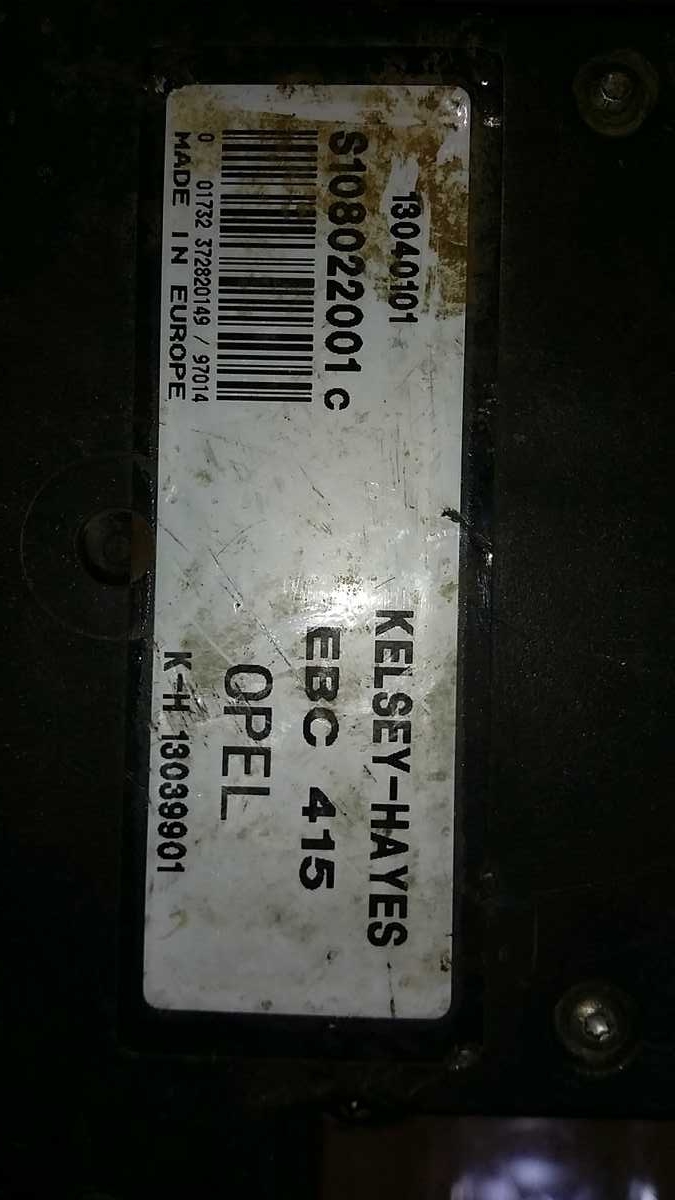 13040101
S108022001 C
0 01732 372820149 / 97014
MADE IN EUROPE
KELSEY-HAYES
EBC 415
OPEL
K-H 13039901